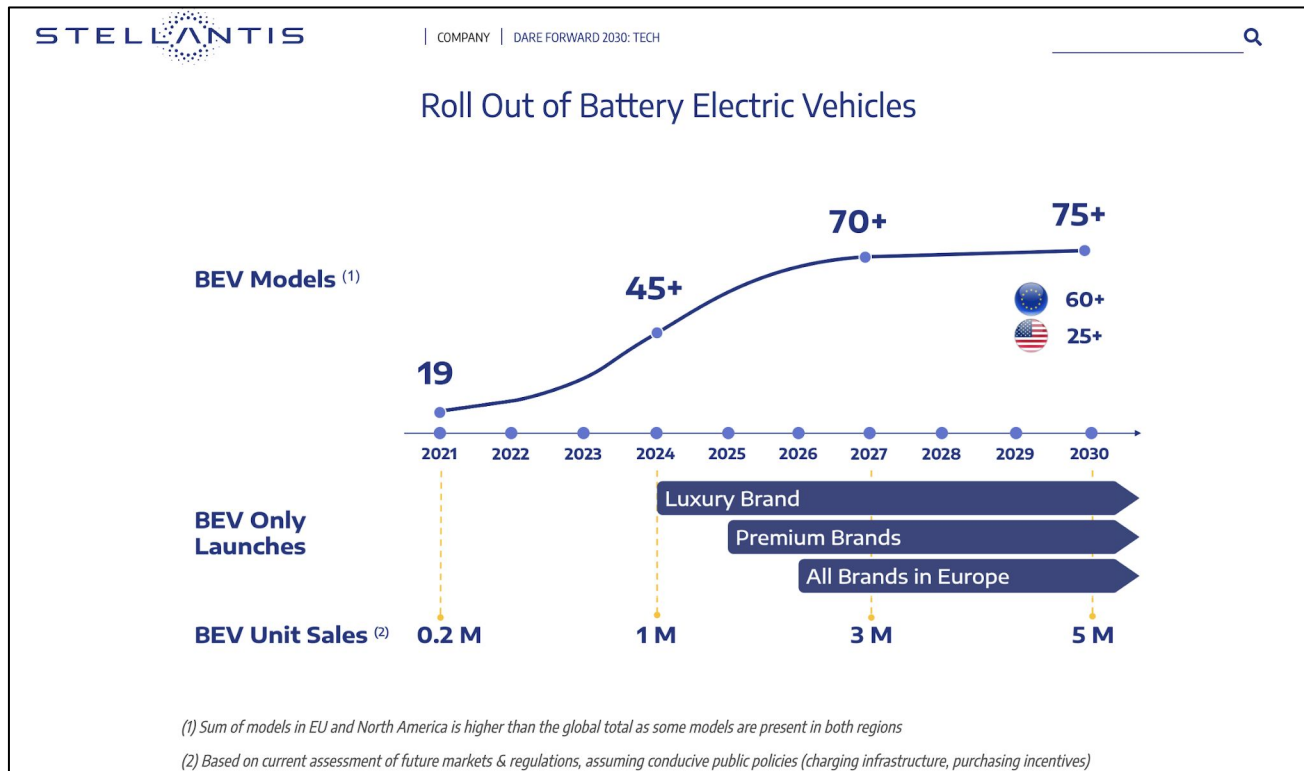 STELLANTIS
COMPANY
DARE FORWARD 2030: TECH
Roll Out of Battery Electric Vehicles
BEV Models (1)
19
45+
70+
75+
60+
25+
2021 2022 2023 2024 2025 2026 2027 2028 2029 2030
BEV Only
Launches
Luxury Brand
Premium Brands
All Brands in Europe
BEV Unit Sales (2) 0.2 M 1 M 3 M 5 M
(1) Sum of models in EU and North America is higher than the global total as some models are present in both regions
(2) Based on current assessment of future markets & regulations, assuming conducive public policies (charging infrastructure, purchasing incentives)